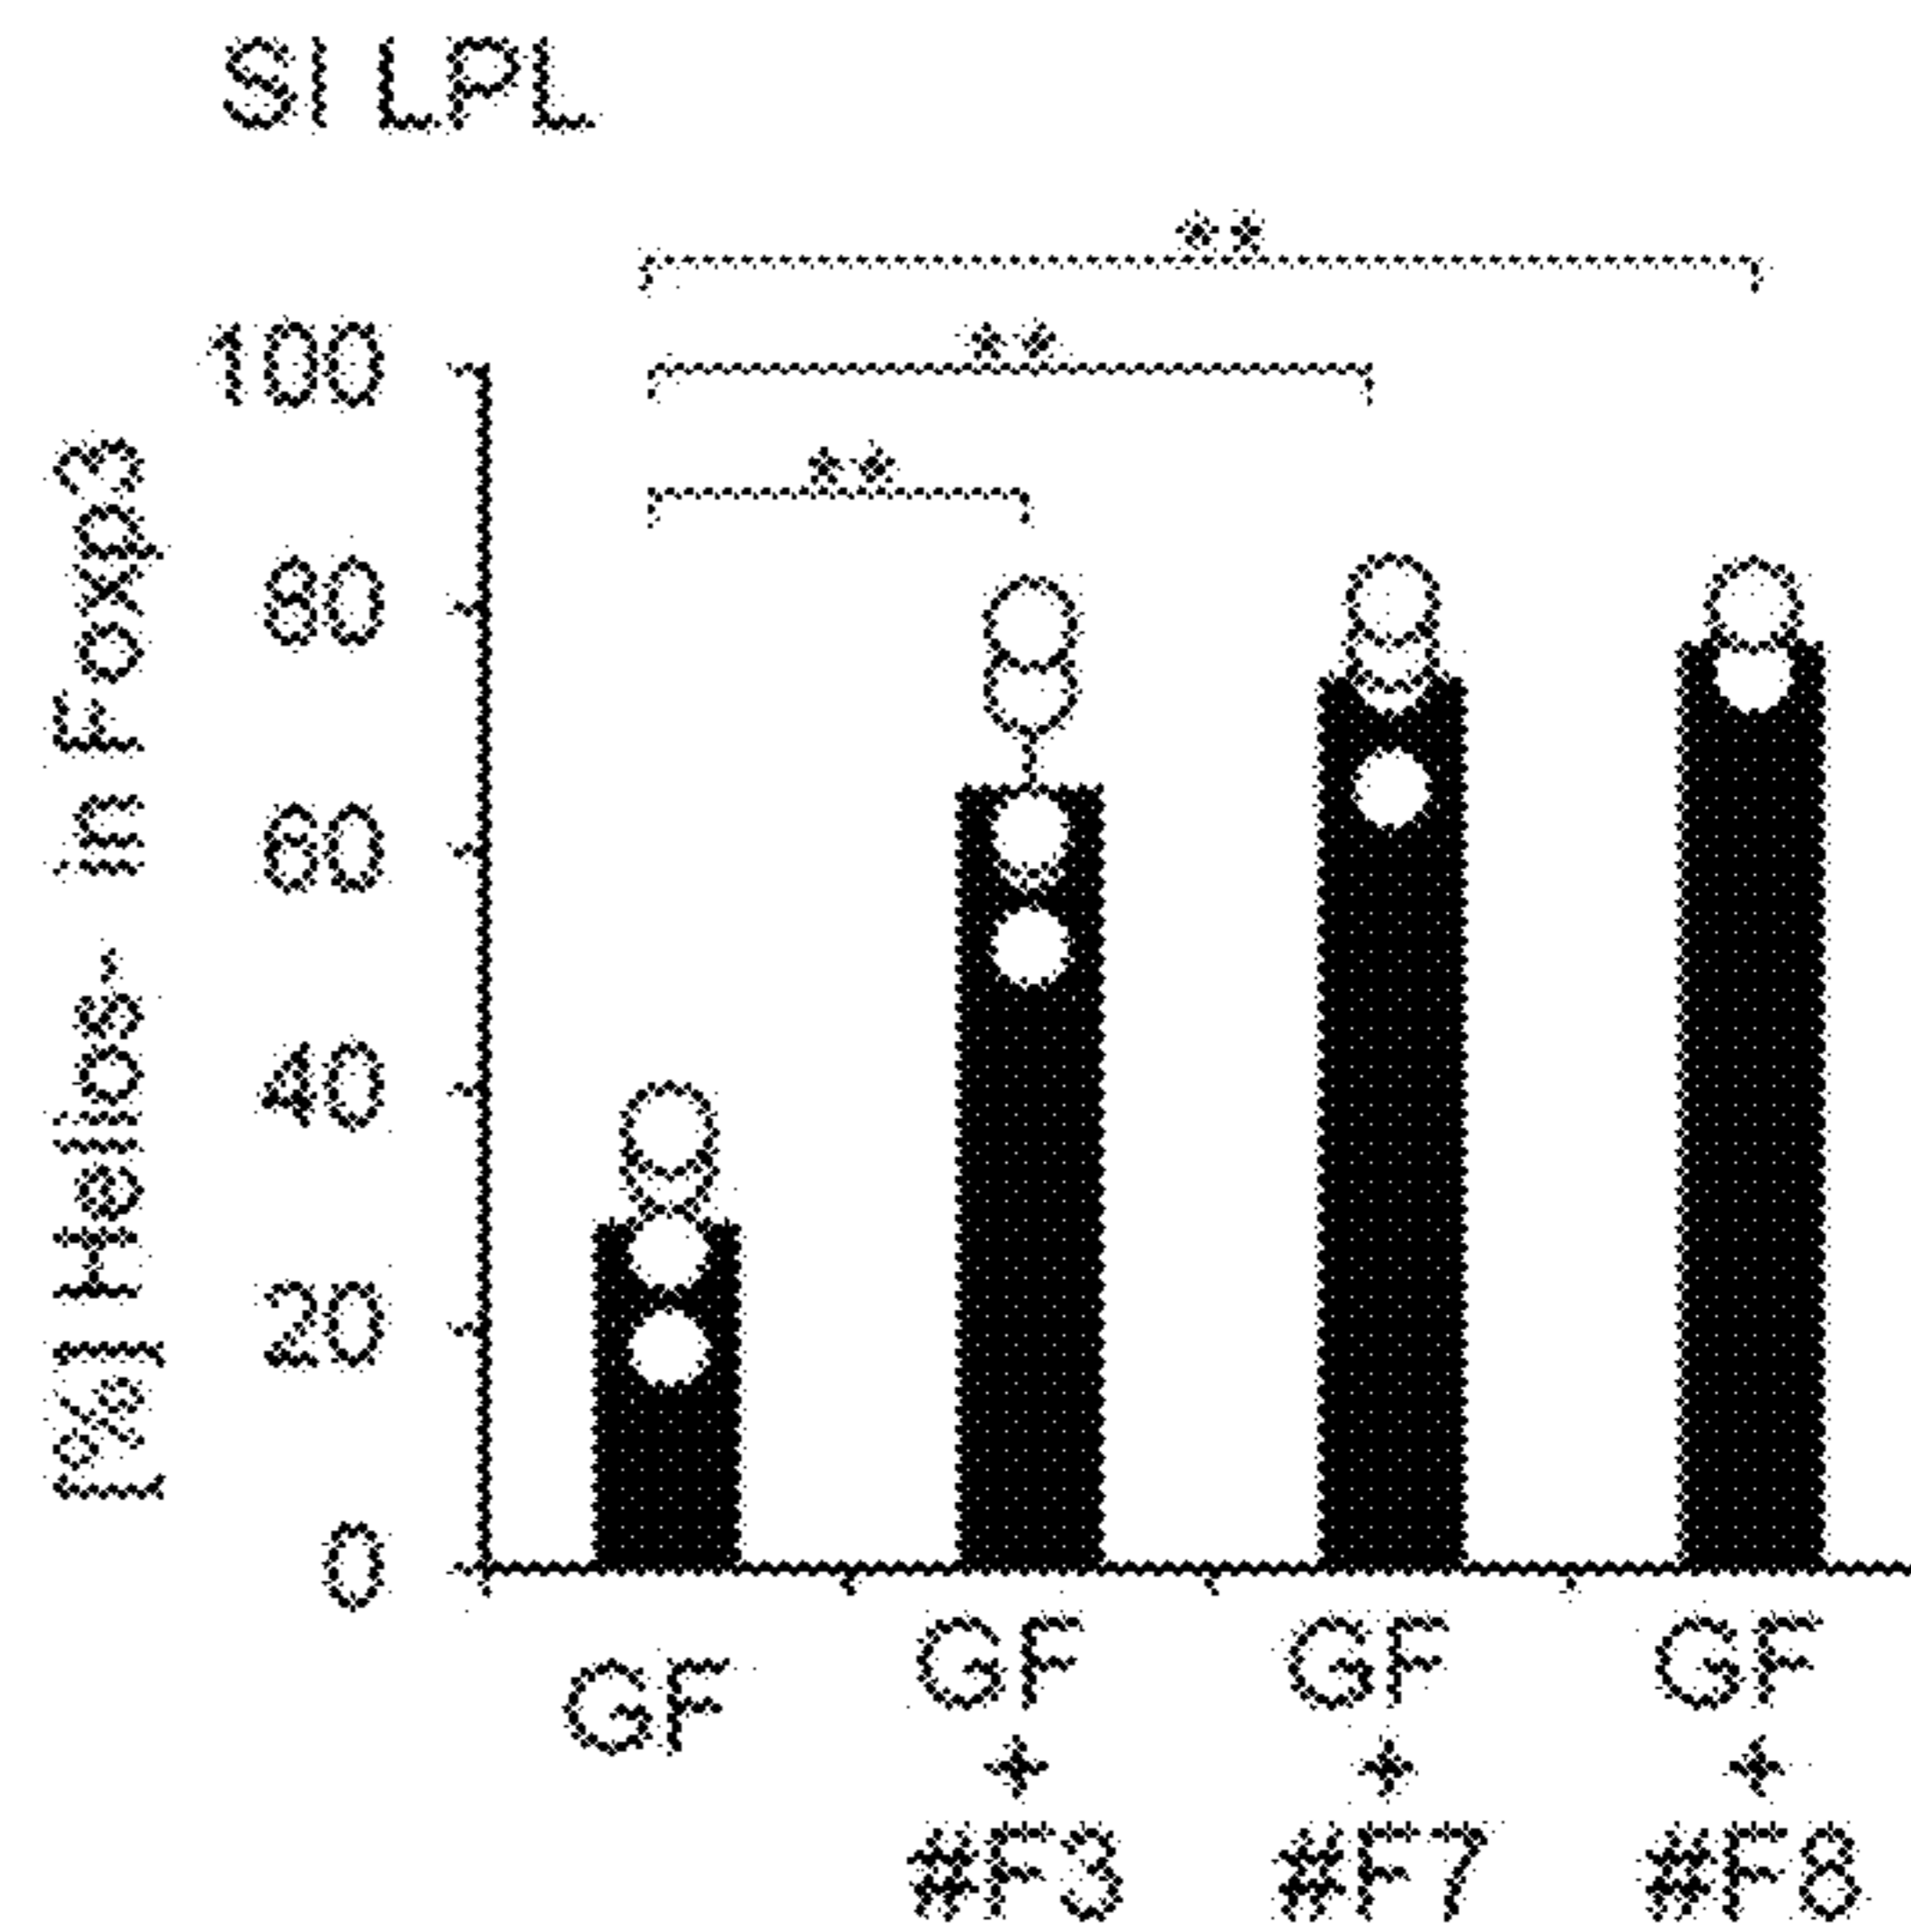 SI LPL
**
**
**
100
80
60
40
20
0
[%] Helios- in Foxp3
GF
GF
+
#F3
GF
+
#F7
GF
+
#F8